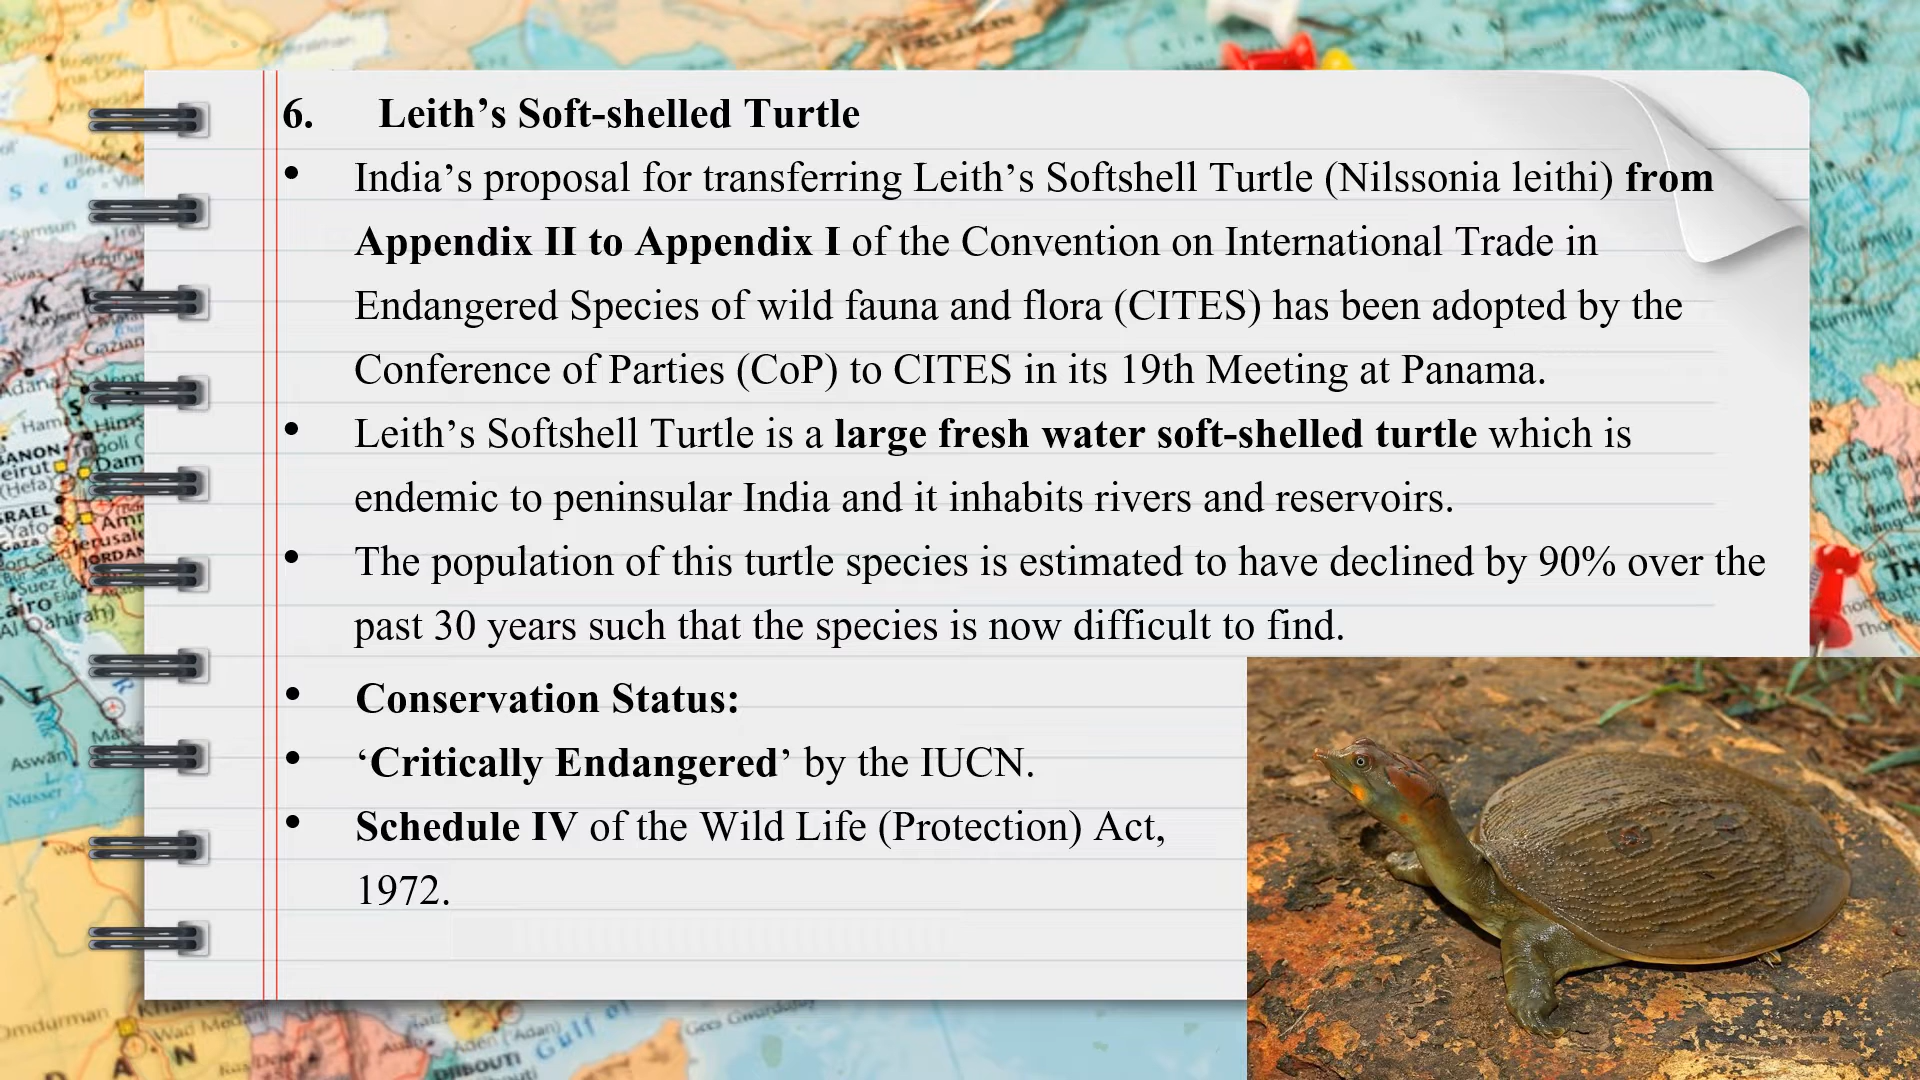 6. Leith’s Soft-shelled Turtle
• India’s proposal for transferring Leith’s Softshell Turtle (Nilssonia leithi) from
Appendix II to Appendix I of the Convention on International Trade in
Endangered Species of wild fauna and flora (CITES) has been adopted by the
Conference of Parties (CoP) to CITES in its 19th Meeting at Panama.
• Leith’s Softshell Turtle is a large fresh water soft-shelled turtle which is
endemic to peninsular India and it inhabits rivers and reservoirs.
• The population of this turtle species is estimated to have declined by 90% over the
past 30 years such that the species is now difficult to find.
• Conservation Status:
• ‘Critically Endangered’ by the IUCN.
• Schedule IV of the Wild Life (Protection) Act,
1972.